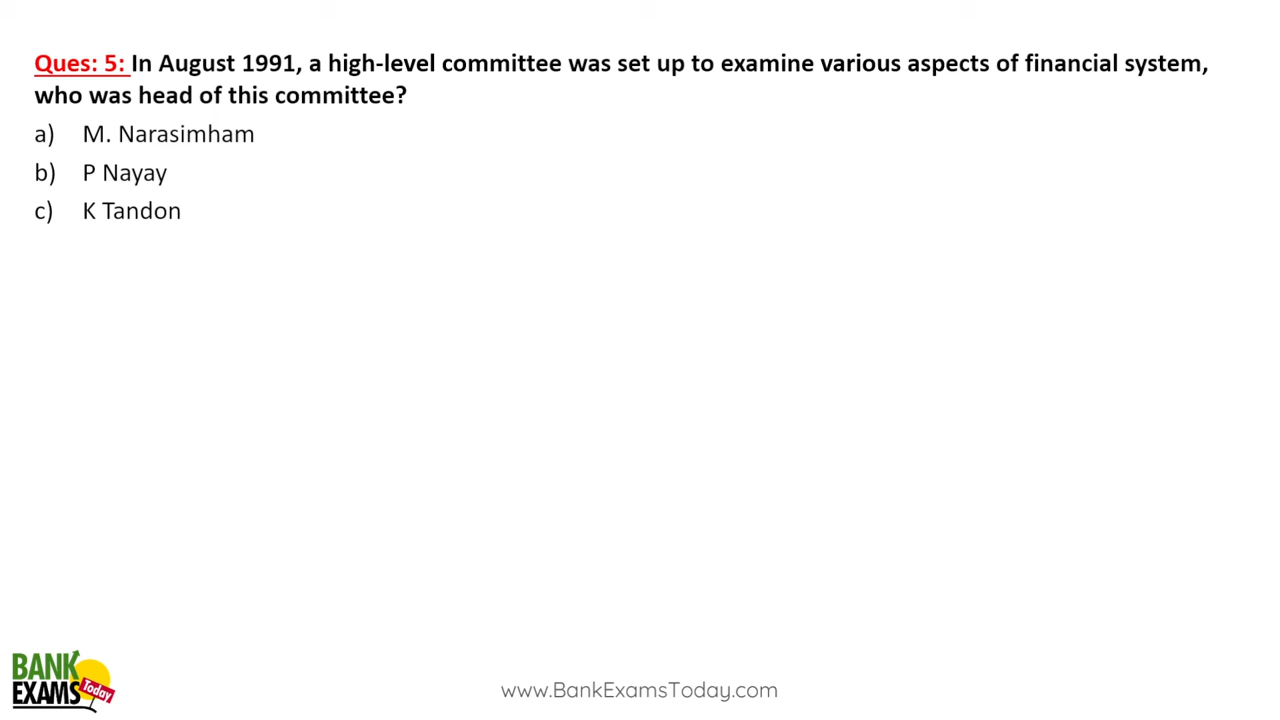 Ques: 5: In August 1991, a high-level committee was set up to examine various aspects of financial system,
who was head of this committee?
a) M. Narasimham
b) P Nayay
c) K Tandon
BANK
EXAMS Today
www.BankExamsToday.com